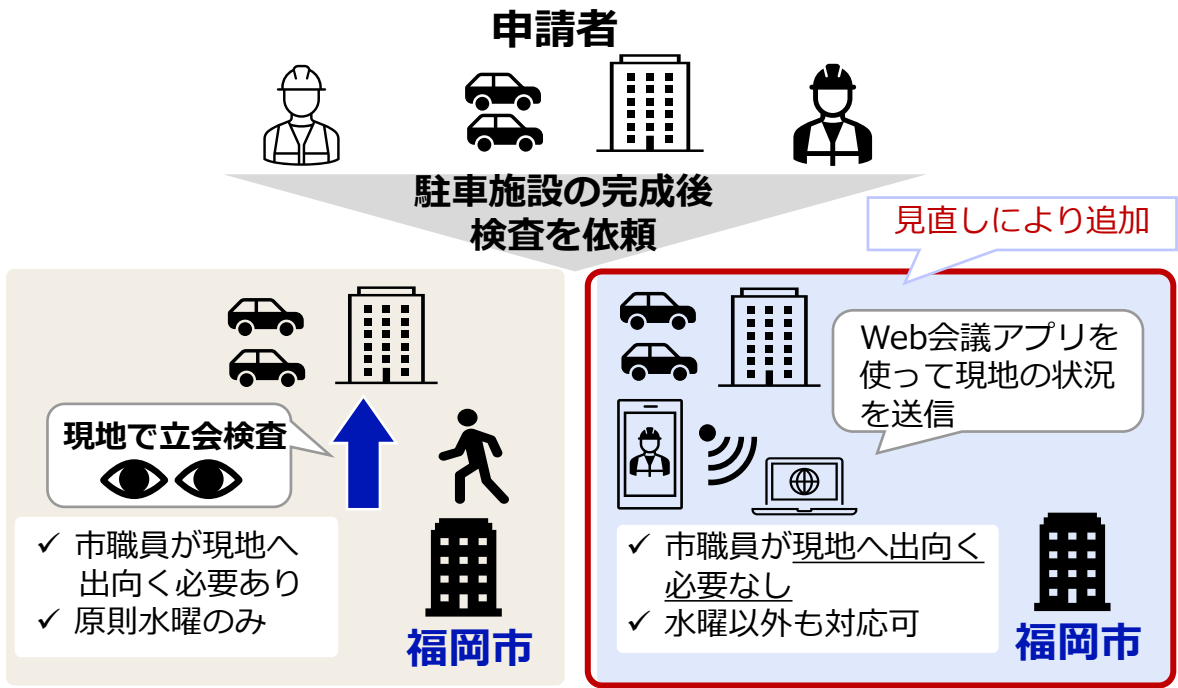 申請者
駐車施設の完成後
検査を依頼
見直しにより追加
現地で立会検査
✓ 市職員が現地へ
出向く必要あり
✓ 原則水曜のみ
福岡市
Web会議アプリを
使って現地の状況
を送信
✓ 市職員が現地へ出向く
必要なし
✓ 水曜以外も対応可
福岡市